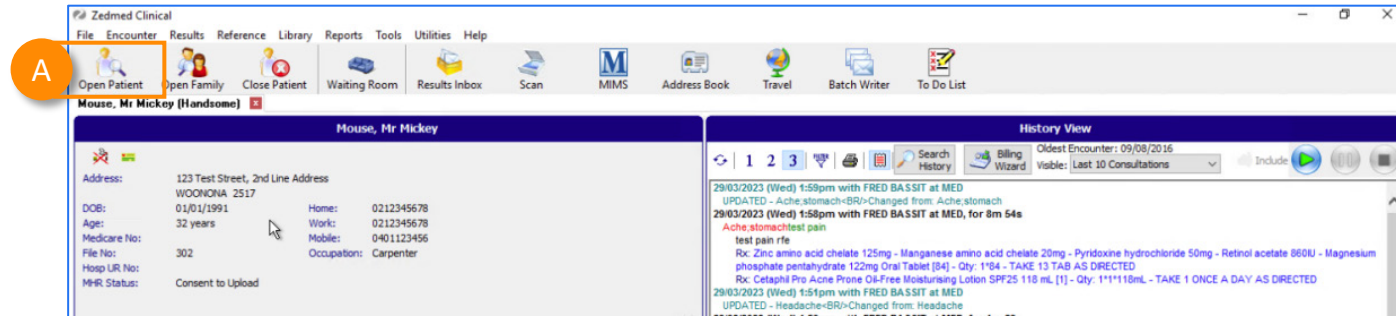 Zedmed Clinical
File Encounter Results Reference Library Reports Tools Utilities Help
A
Open Patient Open Family Close Patient Waiting Room Results Inbox Scan MIMS Address Book Travel Batch Writer To Do List
Mouse, Mr Mickey (Handsome)
Mouse, Mr Mickey
Address: 123 Test Street, 2nd Line Address
WOONONA 2517
DOB: 01/01/1991 Home: 0212345678
Age: 32 years Work: 0212345678
Medicare No: Mobile: 0401123456
File No: 302 Occupation: Carpenter
Hosp UR No:
MHR Status: Consent to Upload
History View
1 2 3 Search History Billing Wizard Oldest Encounter: 09/08/2016
Visible: Last 10 Consultations Include
29/03/2023 (Wed) 1:59pm with FRED BASSIT at MED
UPDATED - Ache;stomach<BR/>Changed from: Ache;stomach
29/03/2023 (Wed) 1:58pm with FRED BASSIT at MED, for 8m 54s
Ache;stomachtest pain
test pain rfe
Rx: Zinc amino acid chelate 125mg - Manganese amino acid chelate 20mg - Pyridoxine hydrochloride 50mg - Retinol acetate 860IU - Magnesium
phosphate pentahydrate 122mg Oral Tablet [84] - Qty: 1*84 - TAKE 13 TAB AS DIRECTED
Rx: Cetaphil Pro Acne Prone Oil-Free Moisturising Lotion SPF25 118 mL [1] - Qty: 1*1*118mL - TAKE 1 ONCE A DAY AS DIRECTED
29/03/2023 (Wed) 1:51pm with FRED BASSIT at MED
UPDATED - Headache<BR/>Changed from: Headache